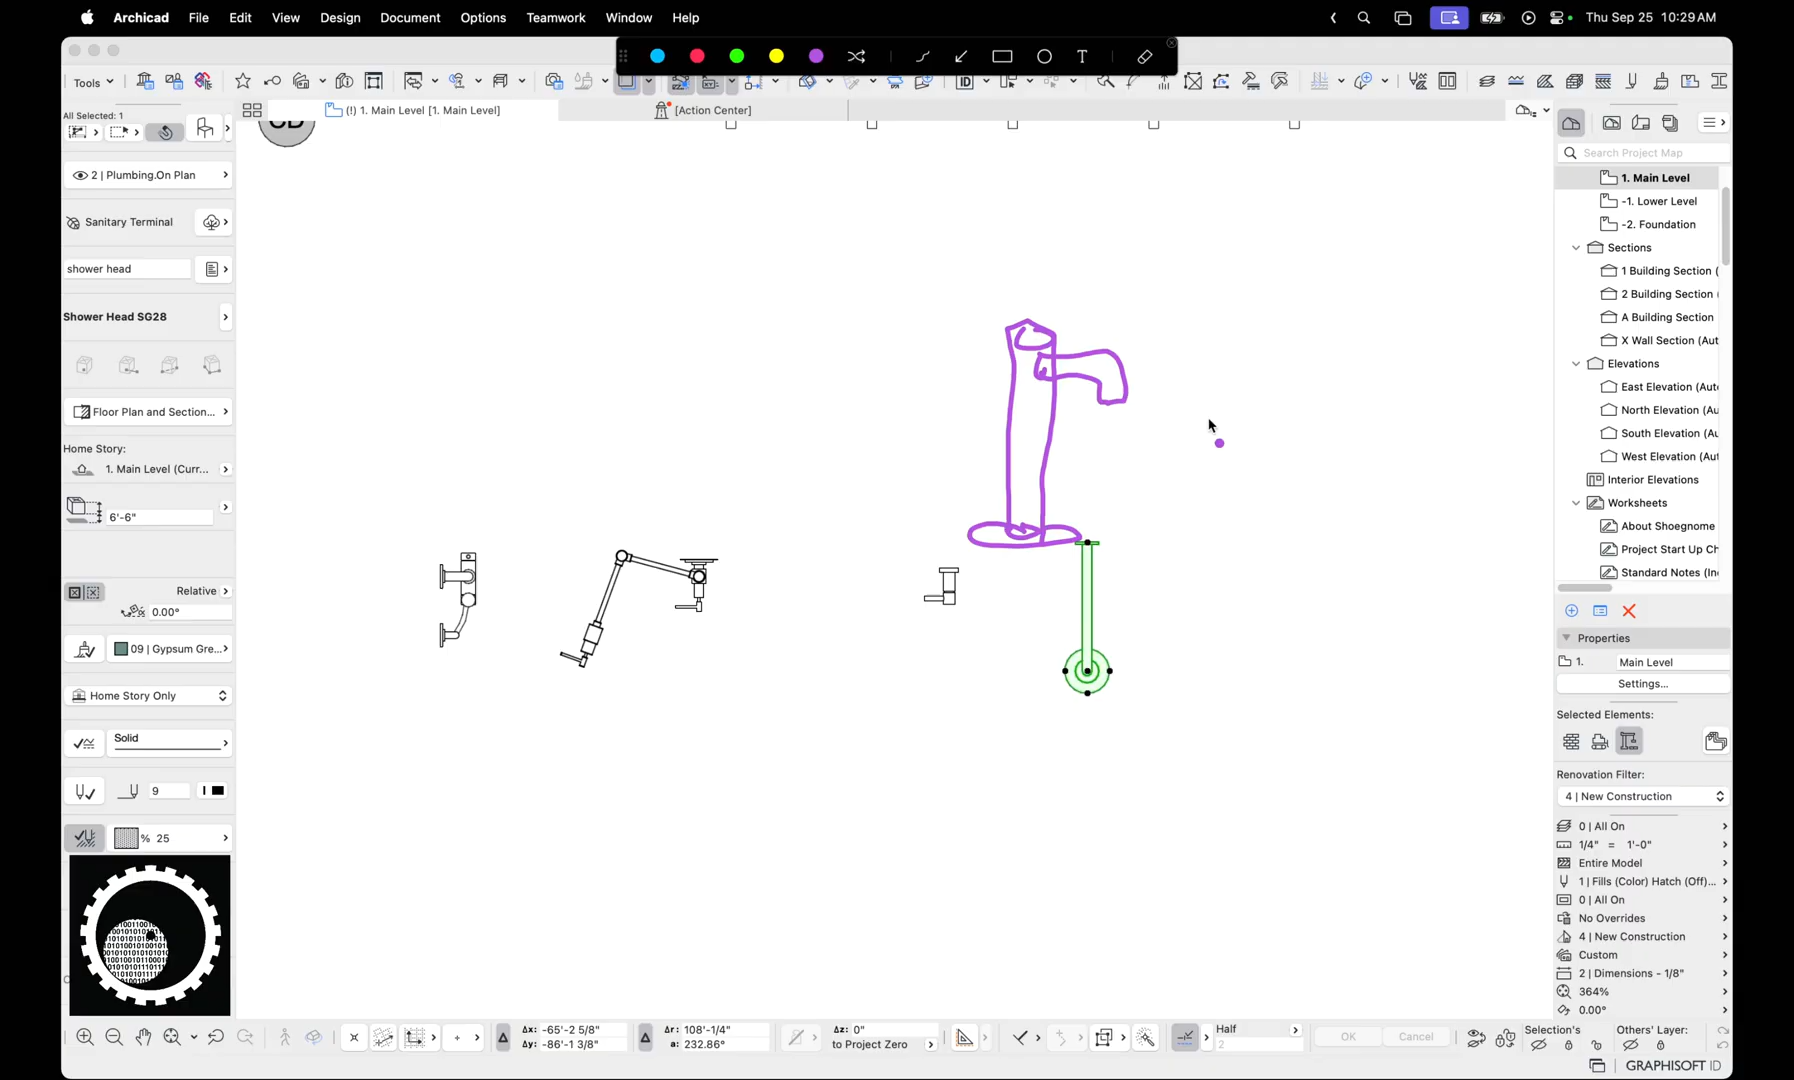 Archicad File Edit View Design Document Options Teamwork Window Help Thu Sep 25 10:29 AM
Tools
T
ID
(!) 1. Main Level [1. Main Level]
[Action Center]
All Selected: 1
2 | Plumbing.On Plan
Sanitary Terminal
shower head
Shower Head SG28
Floor Plan and Section...
Home Story:
1. Main Level (Curr...
6'-6"
Relative
0.00°
09 | Gypsum Gre...
Home Story Only
Solid
9
% 25
Search Project Map
1. Main Level
-1. Lower Level
-2. Foundation
Sections
1 Building Section (
2 Building Section
A Building Section
X Wall Section (Aut
Elevations
East Elevation (Aut
North Elevation (Au
South Elevation (Au
West Elevation (Aut
Interior Elevations
Worksheets
About Shoegnome
Project Start Up Ch
Standard Notes (In
Properties
1. Main Level
Settings...
Selected Elements:
Renovation Filter:
4 | New Construction
0 | All On
1/4" = 1'-0"
Entire Model
1 | Fills (Color) Hatch (Off)...
0 | All On
No Overrides
4 | New Construction
Custom
2 | Dimensions - 1/8"
364%
0.00°
Δx: -65'-2 5/8"
Δy: -86'-1 3/8"
Δr: 108'-1/4"
a: 232.86°
Δz: 0"
to Project Zero
Half
2
OK
Cancel
Selection's
Others' Layer:
GRAPHISOFT ID